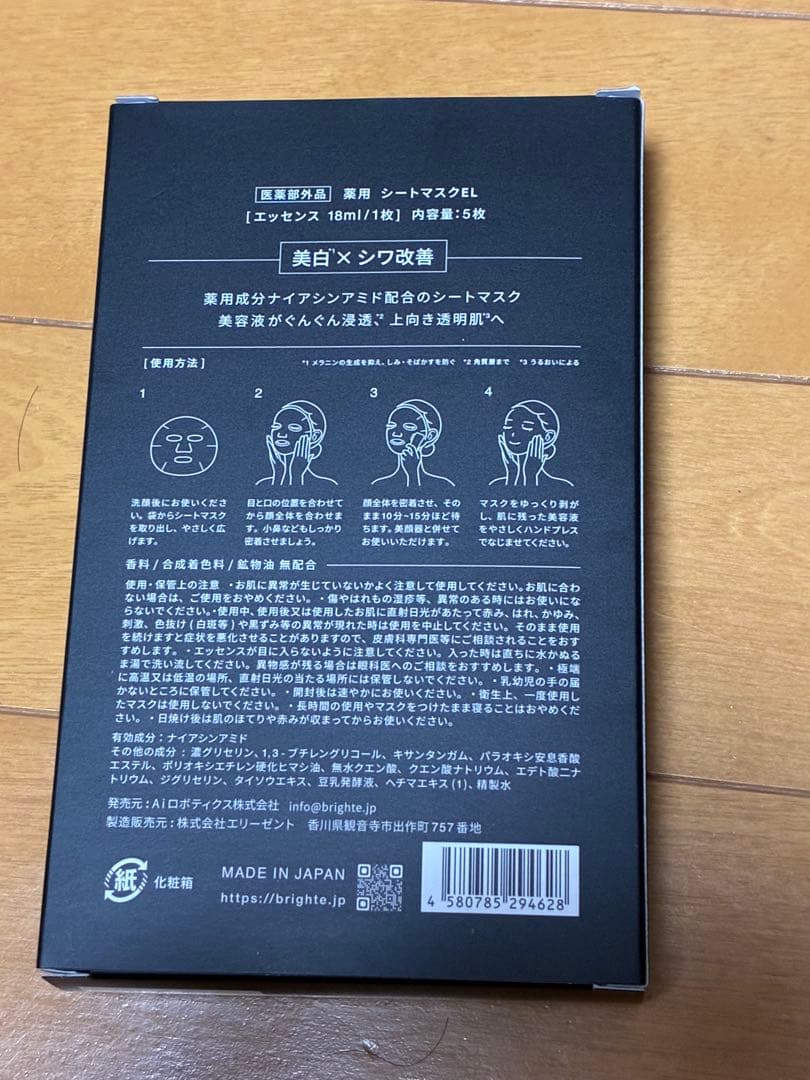 医薬部外品 薬用 シートマスクEL
[エッセンス 18ml/1枚] 内容量:5枚
美白*1 × シワ改善
薬用成分ナイアシンアミド配合のシートマスク
美容液がぐんぐん浸透、*2 上向き透明肌*3へ
[使用方法] *1 メラニンの生成を抑え、しみ・そばかすを防ぐ *2 角質層まで *3 うるおいによる
1 2 3 4
洗顔後にお使いくださ
い。袋からシートマスク
を取り出し、やさしく広
げます。
目と口の位置を合わせて
から顔全体を合わせま
す。小鼻などもしっかり
密着させましょう。
顔全体を密着させ、その
まま10分~15分ほど待
ちます。美顔器と併せて
お使いいただけます。
マスクをゆっくり剥が
し、肌に残った美容液
をやさしくハンドプレス
でなじませてください。
香料/合成着色料/鉱物油 無配合
使用・保管上の注意 ・お肌に異常が生じていないかよく注意して使用してください。お肌に合わ
ない場合は、ご使用をおやめください。 ・傷やはれもの湿疹等、異常のある時にはお使いにな
らないでください。・使用中、使用後又は使用したお肌に直射日光があたって赤み、はれ、かゆみ、
刺激、色抜け(白斑等)や黒ずみ等の異常が現れた時は使用を中止してください。そのまま使用
を続けますと症状を悪化させることがありますので、皮膚科専門医等にご相談されることをおす
すめします。 ・エッセンスが目に入らないように注意してください。入った時は直ちに水かぬる
ま湯で洗い流してください。異物感が残る場合は眼科医へのご相談をおすすめします。 ・極端
に高温又は低温の場所、直射日光の当たる場所には保管しないでください。 ・乳幼児の手の届
かないところに保管してください。 ・開封後は速やかにお使いください。 ・衛生上、一度使用し
たマスクは使用しないでください。 ・長時間の使用やマスクをつけたまま寝ることはおやめくだ
さい。 ・日焼け後は肌のほてりや赤みが収まってからお使いください。
有効成分:ナイアシンアミド
その他の成分:濃グリセリン、1,3-ブチレングリコール、キサンタンガム、パラオキシ安息香酸
エステル、ポリオキシエチレン硬化ヒマシ油、無水クエン酸、クエン酸ナトリウム、エデト酸二ナ
トリウム、ジグリセリン、タイソウエキス、豆乳発酵液、ヘチマエキス(1)、精製水
発売元:Aiロボティクス株式会社 info@brighte.jp
製造販売元:株式会社エリーゼント 香川県観音寺市出作町757番地
紙 化粧箱
MADE IN JAPAN
https://brighte.jp
4 580785 294628